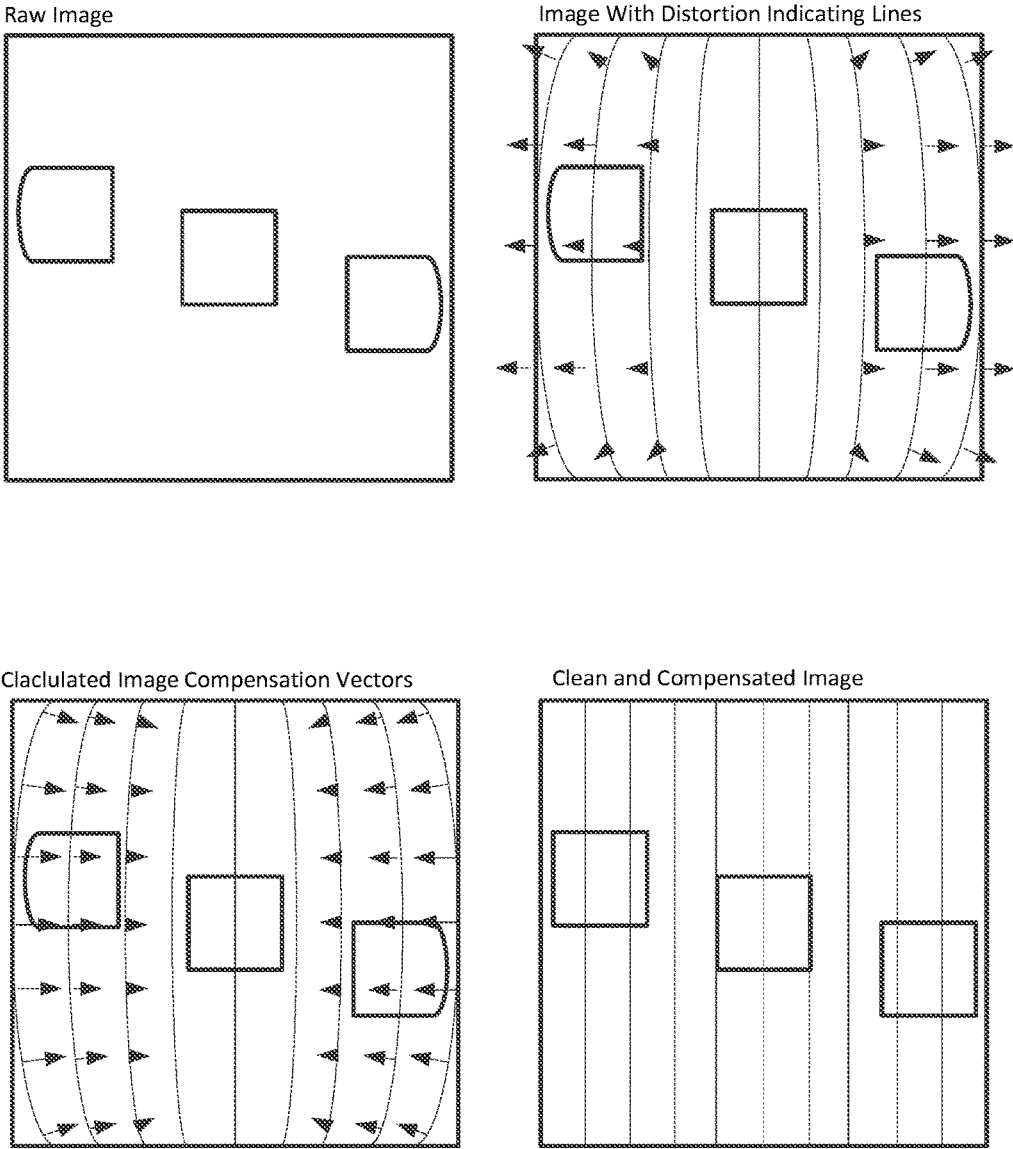 Raw Image
Image With Distortion Indicating Lines
Claclulated Image Compensation Vectors
Clean and Compensated Image